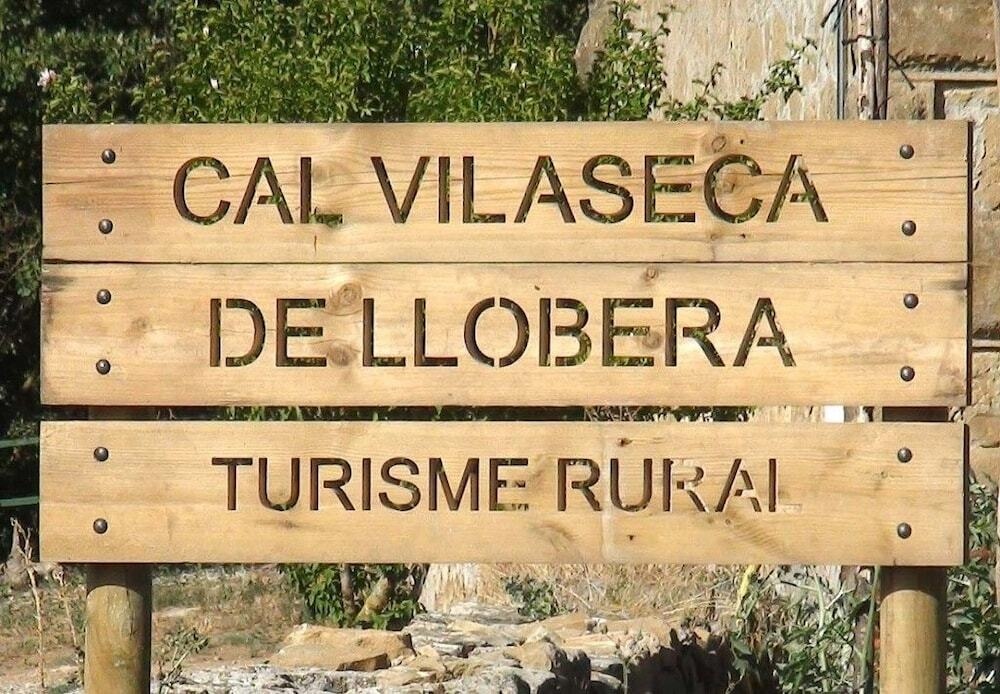 CAL VILASECA
DE LLOBERA
TURISME RURAL